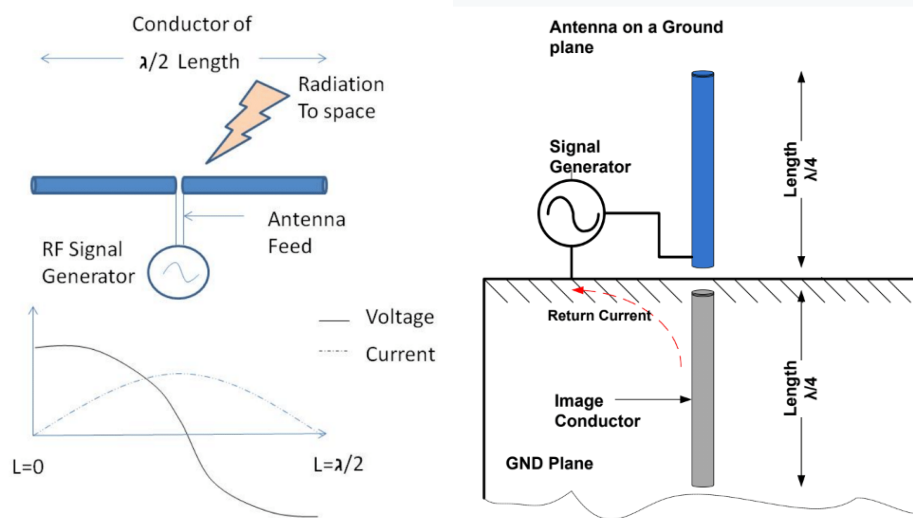 Conductor of
ג/2 Length
Radiation
To space
Antenna
Feed
RF Signal
Generator
Voltage
Current
L=0
L=ג/2
Antenna on a Ground
plane
Signal
Generator
Length
λ/4
Return Current
Image
Conductor
Length
λ/4
GND Plane